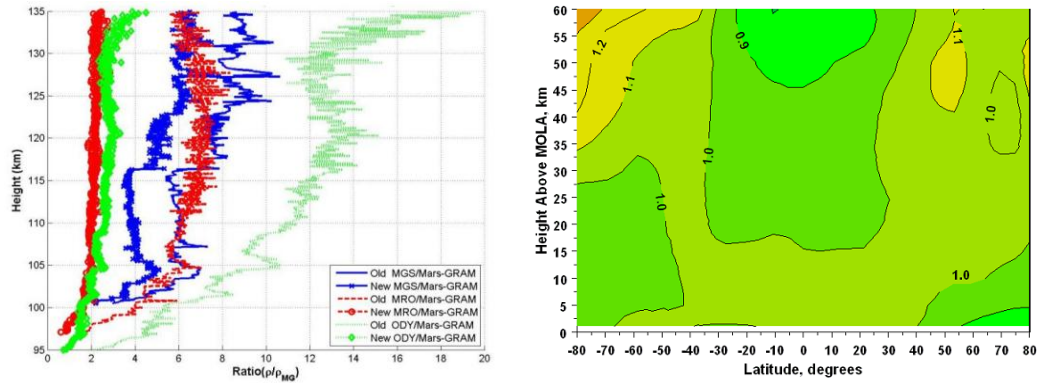 135
130
125
120
115
110
105
100
95
Height (km)
0 2 4 6 8 10 12 14 16 18 20
Ratio(ρ/ρMG)
Old MGS/Mars-GRAM
New MGS/Mars-GRAM
Old MRO/Mars-GRAM
New MRO/Mars-GRAM
Old ODY/Mars-GRAM
New ODY/Mars-GRAM
60
55
50
45
40
35
30
25
20
15
10
5
0
Height Above MOLA, km
1.2
1.1
0.9
1.1
1.0
1.0
1.0
1.0
-80 -70 -60 -50 -40 -30 -20 -10 0 10 20 30 40 50 60 70 80
Latitude, degrees